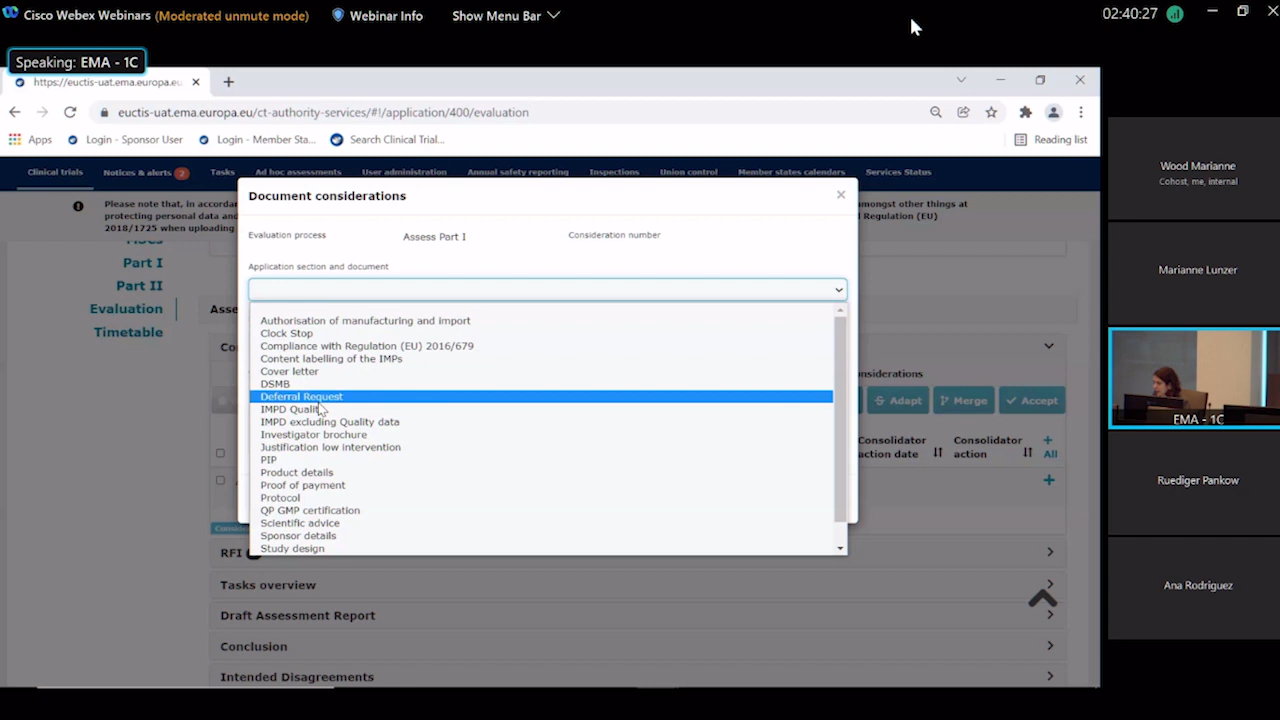 Cisco Webex Webinars (Moderated unmute mode)
Webinar Info
Show Menu Bar
02:40:27
Speaking: EMA - 1C
https://euctis-uat.ema.europa.eu
euctis-uat.ema.europa.eu/ct-authority-services/#!/application/400/evaluation
Apps
Login - Sponsor User
Login - Member Sta...
Search Clinical Trial...
Reading list
Clinical trials
Notices & alerts 2
Tasks
Ad hoc assessments
User administration
Annual safety reporting
Inspections
Union control
Member states calendars
Services Status
Please note that, in accordan
protecting personal data and
2018/1725 when uploading
amongst other things at
Regulation (EU)
MSCs
Part I
Part II
Evaluation
Timetable
Document considerations
Evaluation process
Assess Part I
Consideration number
Application section and document
Authorisation of manufacturing and import
Clock Stop
Compliance with Regulation (EU) 2016/679
Content labelling of the IMPs
Cover letter
DSMB
Deferral Request
IMPD Quality
IMPD excluding Quality data
Investigator brochure
Justification low intervention
PIP
Product details
Proof of payment
Protocol
QP GMP certification
Scientific advice
Sponsor details
Study design
Asse
Co
nsiderations
Adapt
Merge
Accept
Consolidator
action date
Consolidator
action
All
Conside
RFI
Tasks overview
Draft Assessment Report
Conclusion
Intended Disagreements
Wood Marianne
Cohost, me, internal
Marianne Lunzer
EMA - 1C
Ruediger Pankow
Ana Rodriguez